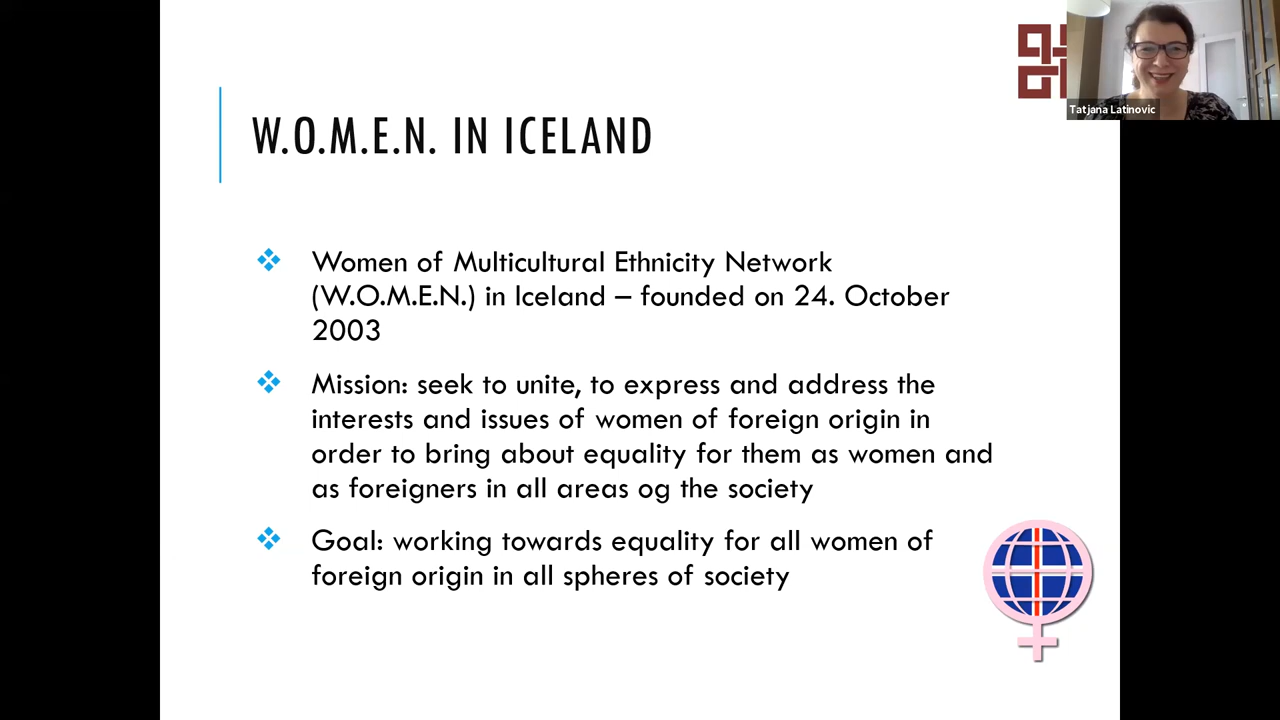 Tatjana Latinovic
W.O.M.E.N. IN ICELAND
Women of Multicultural Ethnicity Network
(W.O.M.E.N.) in Iceland – founded on 24. October
2003
Mission: seek to unite, to express and address the
interests and issues of women of foreign origin in
order to bring about equality for them as women and
as foreigners in all areas og the society
Goal: working towards equality for all women of
foreign origin in all spheres of society